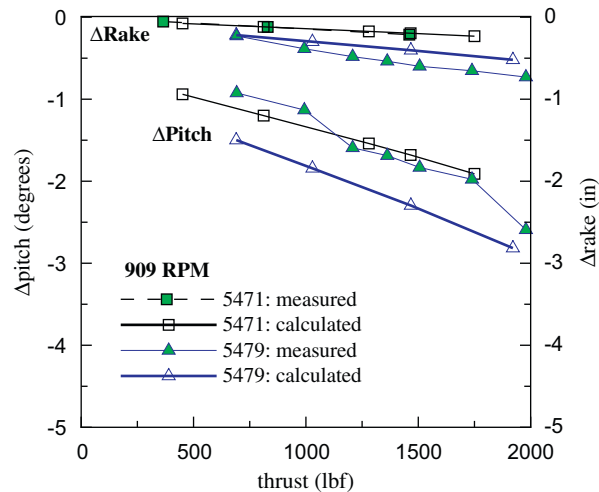 0
-1
-2
-3
-4
-5
Δpitch (degrees)
ΔRake
ΔPitch
909 RPM
5471: measured
5471: calculated
5479: measured
5479: calculated
0
-1
-2
-3
-4
-5
Δrake (in)
0 500 1000 1500 2000
thrust (lbf)